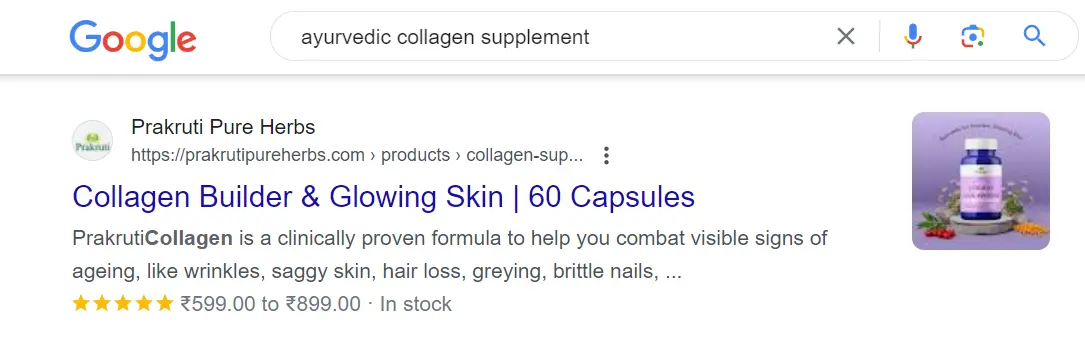 Google
ayurvedic collagen supplement
Prakruti
Prakruti Pure Herbs
https://prakrutipureherbs.com › products › collagen-sup...
Collagen Builder & Glowing Skin | 60 Capsules
PrakrutiCollagen is a clinically proven formula to help you combat visible signs of
ageing, like wrinkles, saggy skin, hair loss, greying, brittle nails, ...
₹599.00 to ₹899.00 · In stock